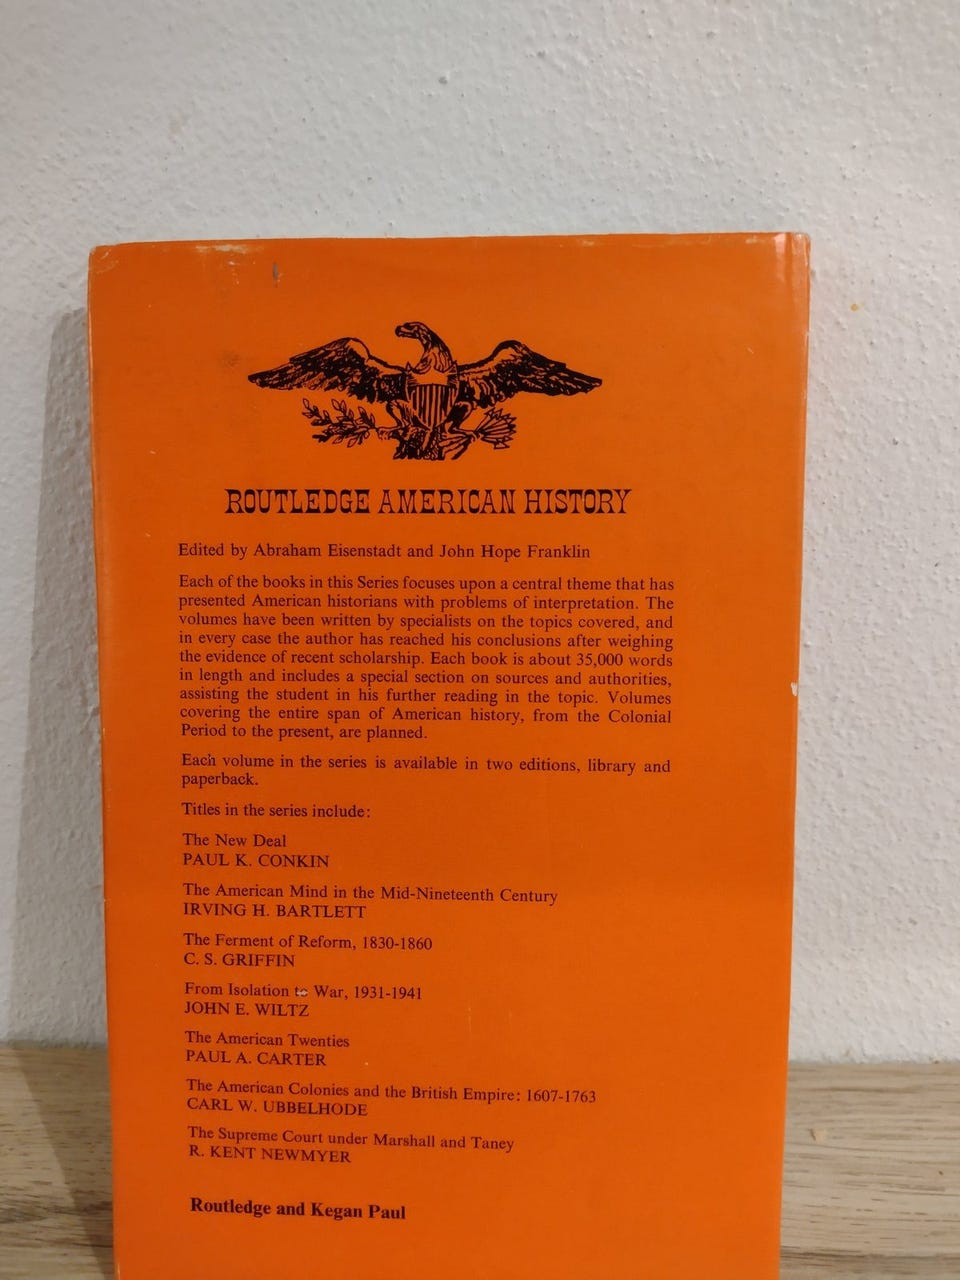 ROUTLEDGE AMERICAN HISTORY
Edited by Abraham Eisenstadt and John Hope Franklin
Each of the books in this Series focuses upon a central theme that has
presented American historians with problems of interpretation. The
volumes have been written by specialists on the topics covered, and
in every case the author has reached his conclusions after weighing
the evidence of recent scholarship. Each book is about 35,000 words
in length and includes a special section on sources and authorities,
assisting the student in his further reading in the topic. Volumes
covering the entire span of American history, from the Colonial
Period to the present, are planned.
Each volume in the series is available in two editions, library and
paperback.
Titles in the series include:
The New Deal
PAUL K. CONKIN
The American Mind in the Mid-Nineteenth Century
IRVING H. BARTLETT
The Ferment of Reform, 1830-1860
C. S. GRIFFIN
From Isolation to War, 1931-1941
JOHN E. WILTZ
The American Twenties
PAUL A. CARTER
The American Colonies and the British Empire: 1607-1763
CARL W. UBBELHODE
The Supreme Court under Marshall and Taney
R. KENT NEWMYER
Routledge and Kegan Paul